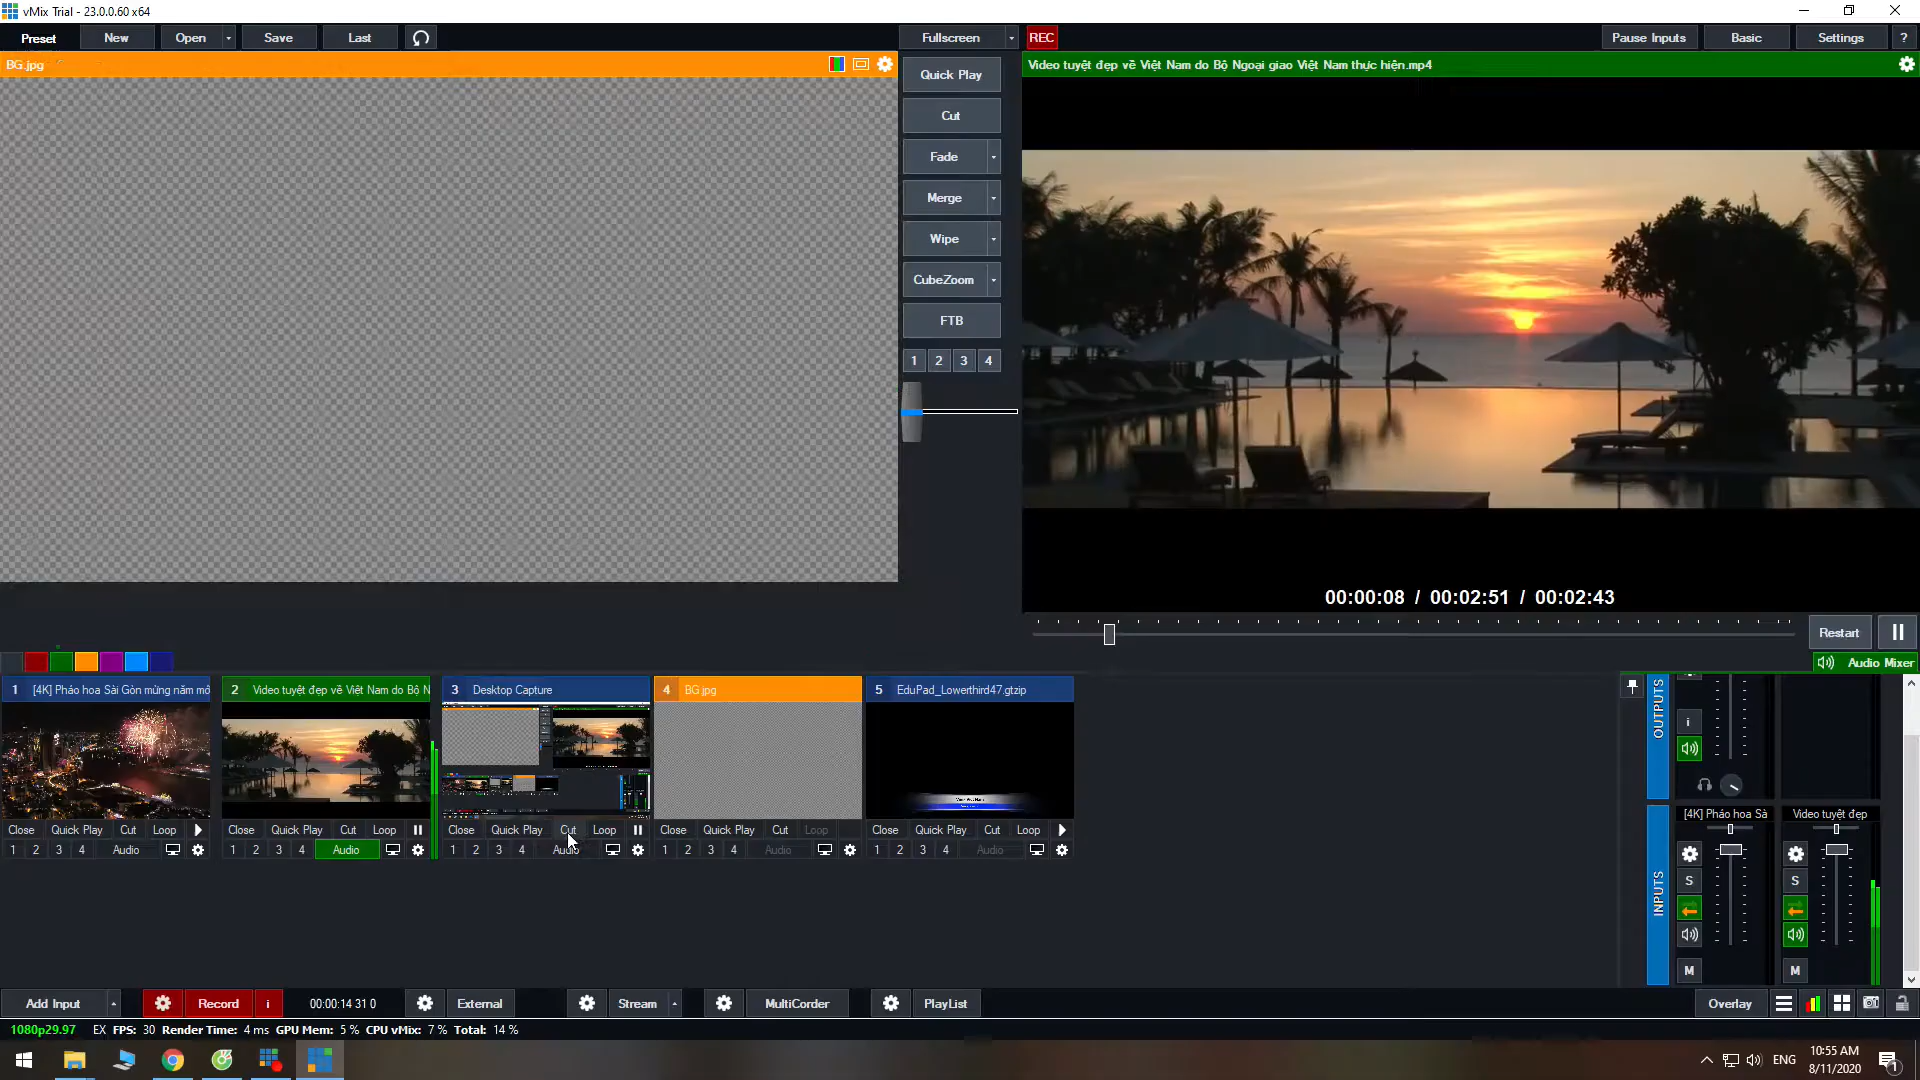 vMix Trial - 23.0.0.60 x64
Preset New Open Save Last Fullscreen REC Pause Inputs Basic Settings ?
BG.jpg
Video tuyệt đẹp về Việt Nam do Bộ Ngoại giao Việt Nam thực hiện.mp4
Quick Play
Cut
Fade
Merge
Wipe
CubeZoom
FTB
1 2 3 4
00:00:08 / 00:02:51 / 00:02:43
Restart
Audio Mixer
1 [4K] Pháo hoa Sài Gòn mừng năm mớ
2 Video tuyệt đẹp về Việt Nam do Bộ N
3 Desktop Capture
4 BG.jpg
5 EduPad_Lowerthird47.gtzip
Close Quick Play Cut Loop
Close Quick Play Cut Loop
Close Quick Play Cut Loop
Close Quick Play Cut Loop
Close Quick Play Cut Loop
1 2 3 4 Audio
1 2 3 4 Audio
1 2 3 4 Audio
1 2 3 4 Audio
1 2 3 4 Audio
OUTPUTS
i
INPUTS
[4K] Pháo hoa Sà
Video tuyệt đẹp
S S
M M
Add Input Record i 00:00:14 31 0 External Stream MultiCorder PlayList Overlay
1080p29.97 EX FPS: 30 Render Time: 4 ms GPU Mem: 5 % CPU vMix: 7 % Total: 14 %
ENG
10:55 AM
8/11/2020
1